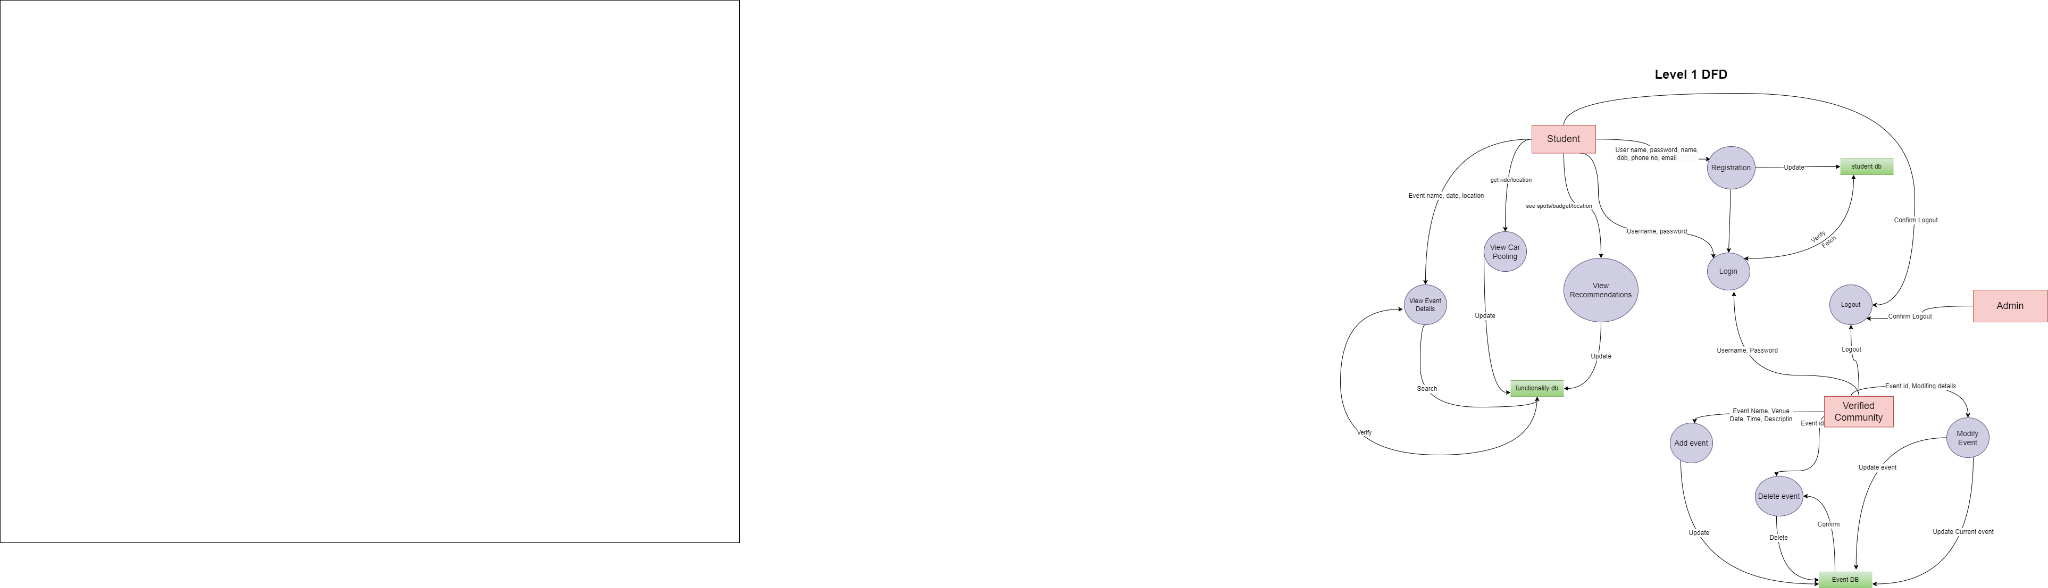 Level 1 DFD
Student
User name, password, name,
dob, phone no, email
Registration
Update
student db
get ride/location
Event name, date, location
see spots/budget/location
Confirm Logout
Username, password
Verify
Fetch
View Car
Pooling
Login
View
Recommendations
View Event
Details
Logout
Admin
Confirm Logout
Update
Username, Password
Logout
Update
functionality db
Search
Event id, Modifing details
Verified
Community
Event Name, Venue
Date, Time, Descriptin
Event id
Verify
Add event
Modify
Event
Update event
Delete event
Confirm
Update
Delete
Update Current event
Event DB